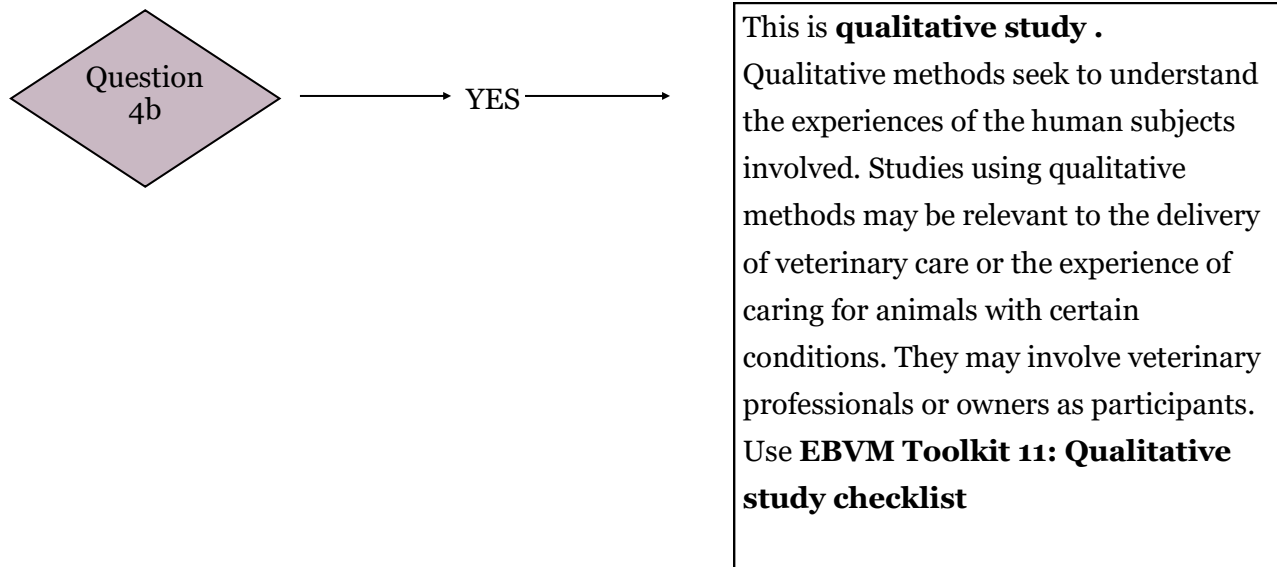 Question
4b
YES
This is qualitative study .
Qualitative methods seek to understand
the experiences of the human subjects
involved. Studies using qualitative
methods may be relevant to the delivery
of veterinary care or the experience of
caring for animals with certain
conditions. They may involve veterinary
professionals or owners as participants.
Use EBVM Toolkit 11: Qualitative
study checklist